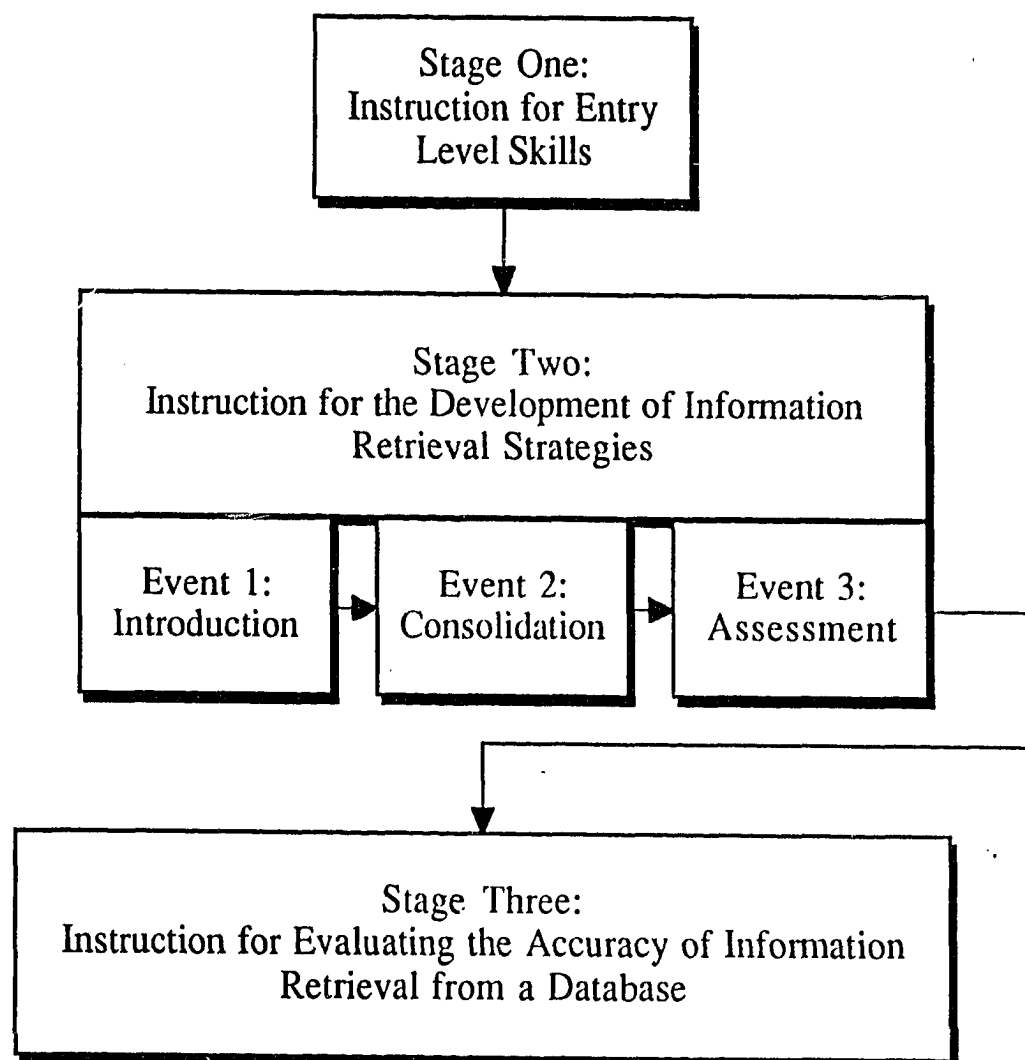 Stage One:
Instruction for Entry
Level Skills
Stage Two:
Instruction for the Development of Information
Retrieval Strategies
Event 1:
Introduction
Event 2:
Consolidation
Event 3:
Assessment
Stage Three:
Instruction for Evaluating the Accuracy of Information
Retrieval from a Database